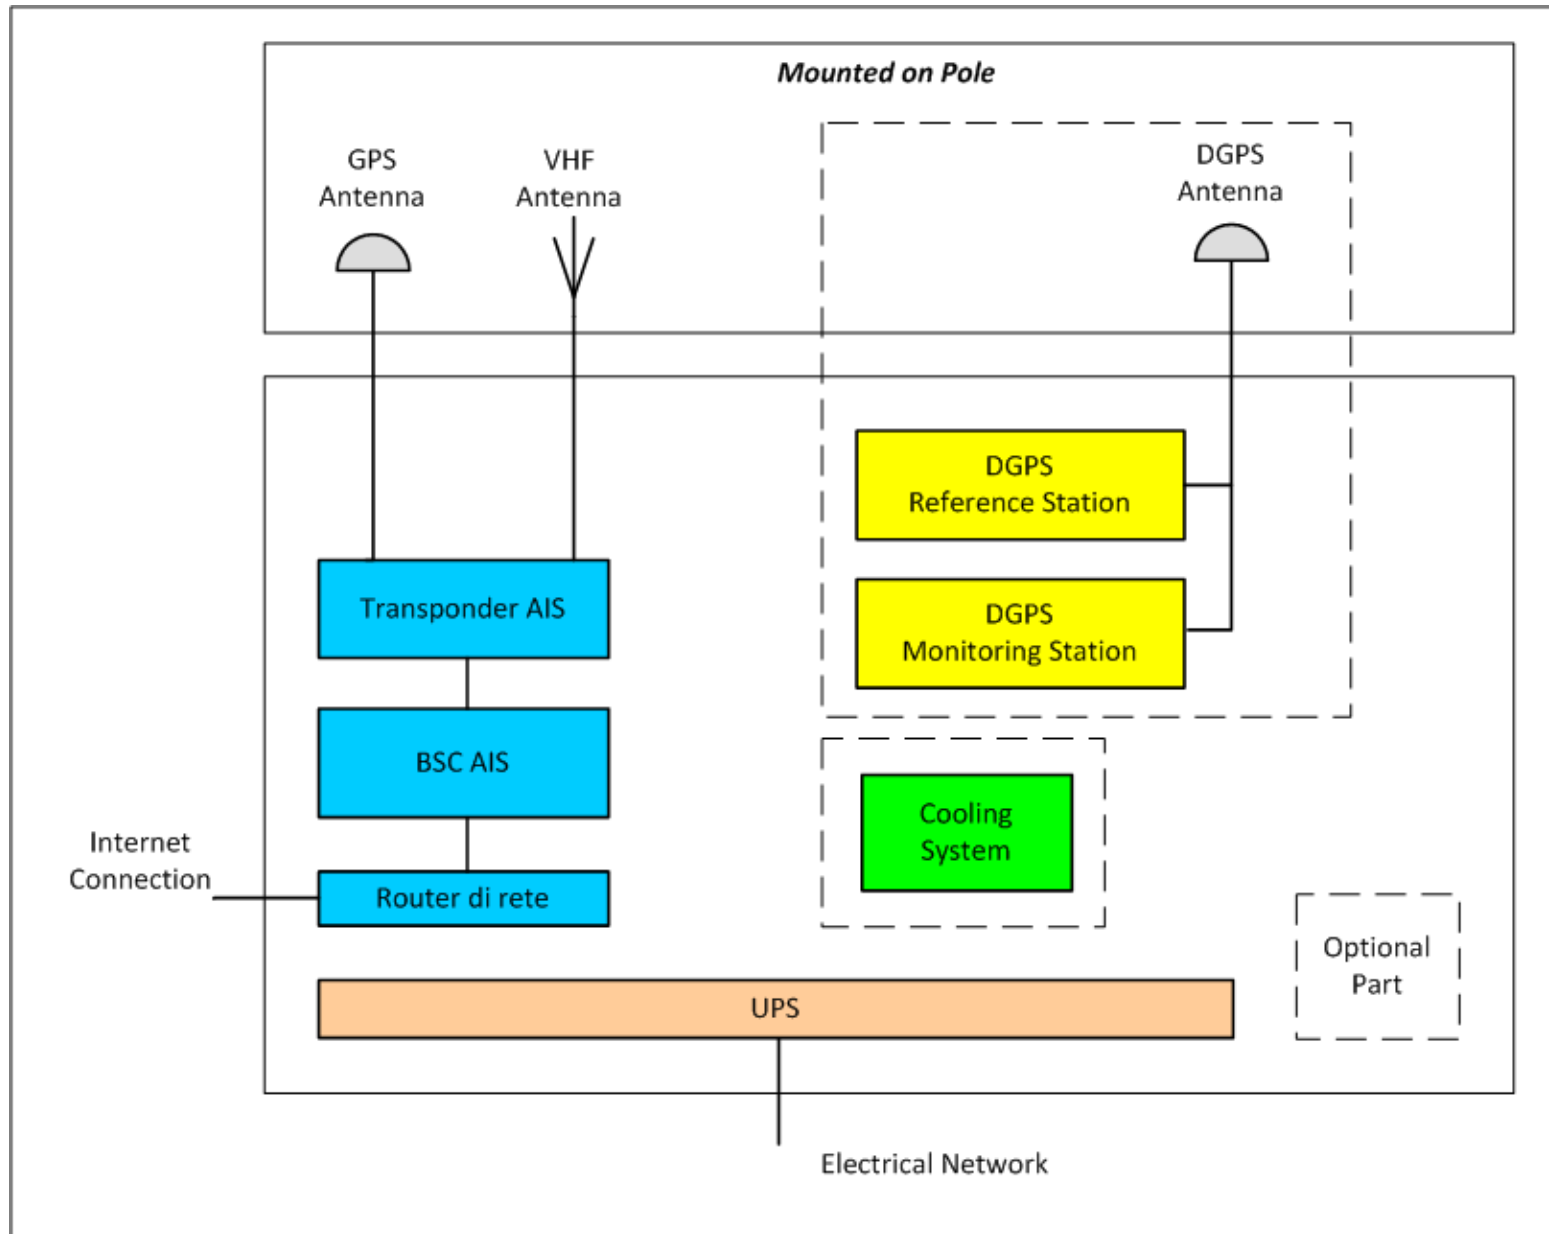 Mounted on Pole
GPS
Antenna
VHF
Antenna
DGPS
Antenna
DGPS
Reference Station
DGPS
Monitoring Station
Transponder AIS
BSC AIS
Router di rete
Internet
Connection
Cooling
System
Optional
Part
UPS
Electrical Network